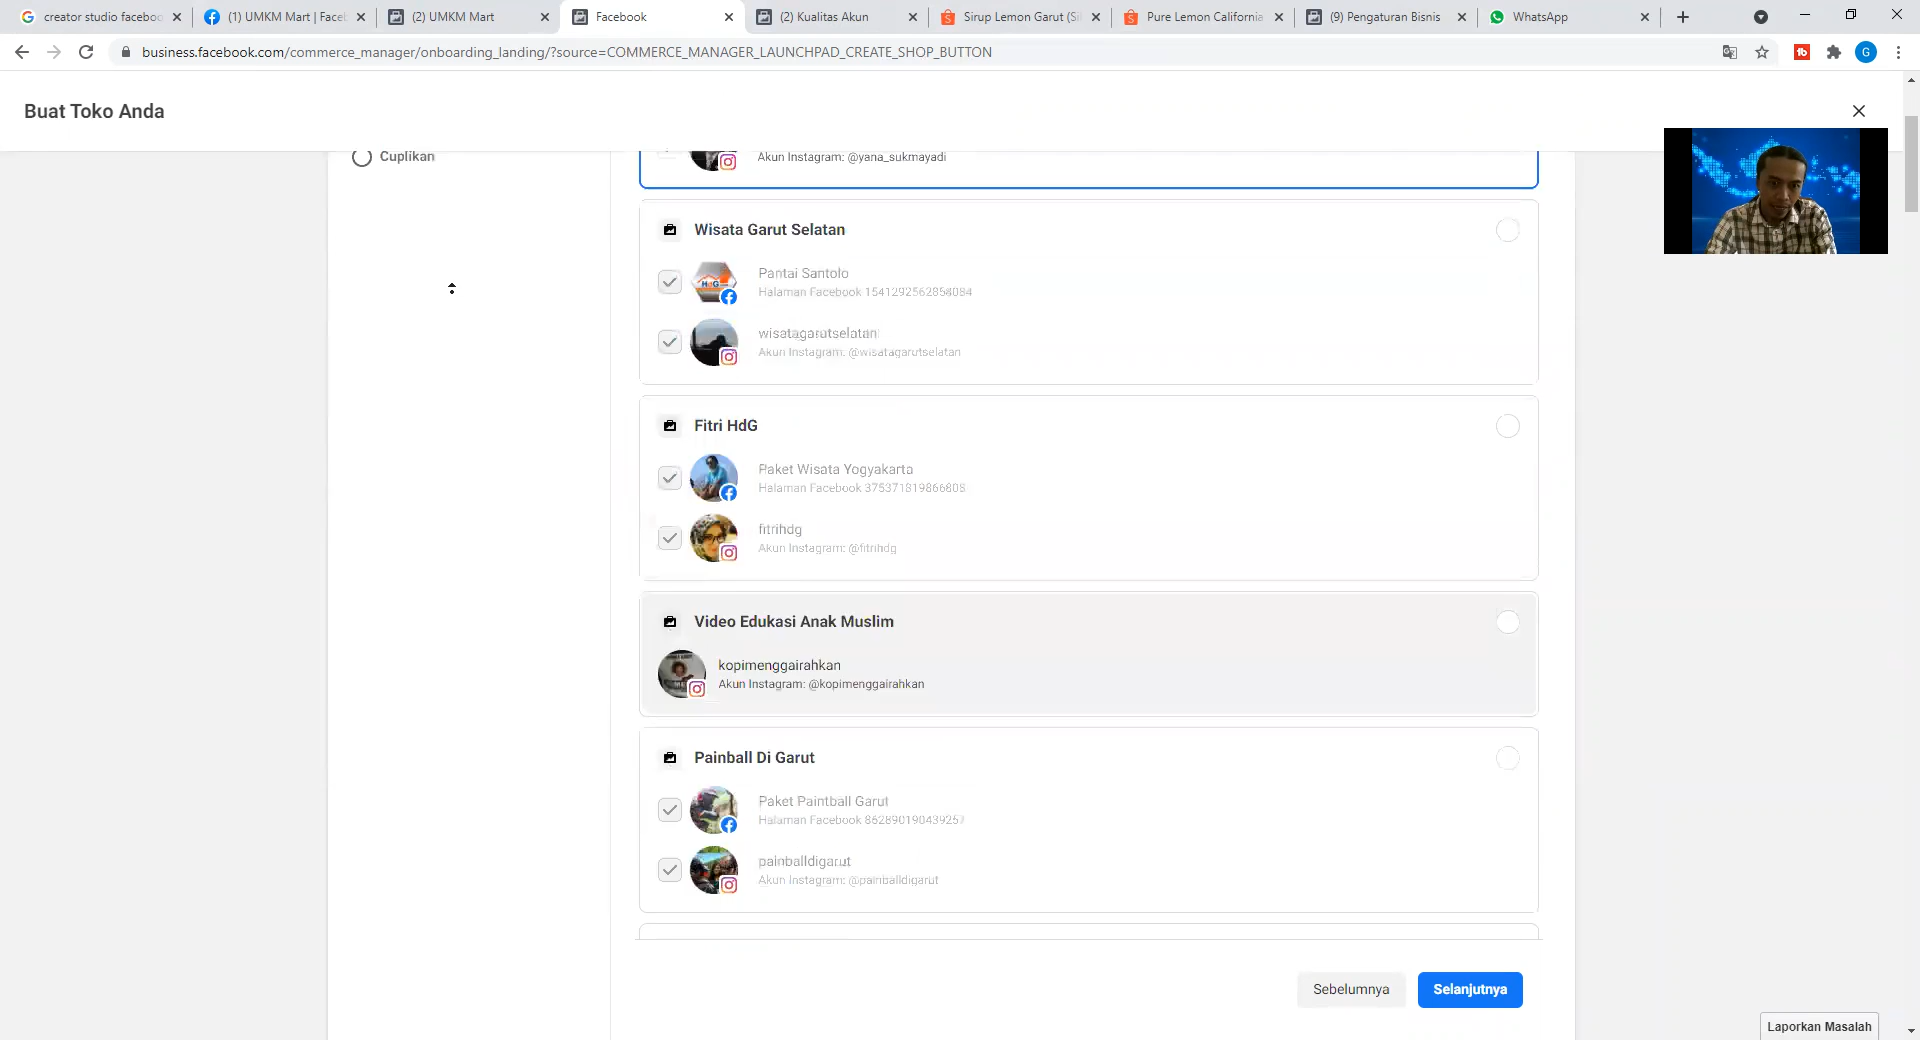 creator studio faceboo
(1) UMKM Mart | Face
(2) UMKM Mart
Facebook
(2) Kualitas Akun
Sirup Lemon Garut (Si
Pure Lemon California
(9) Pengaturan Bisnis
WhatsApp
business.facebook.com/commerce_manager/onboarding_landing/?source=COMMERCE_MANAGER_LAUNCHPAD_CREATE_SHOP_BUTTON
G
Buat Toko Anda
Cuplikan
Akun Instagram: @yana_sukmayadi
Wisata Garut Selatan
HdG
Pantai Santolo
Halaman Facebook 1541292562854084
wisatagarutselatan
Akun Instagram: @wisatagarutselatan
Fitri HdG
Paket Wisata Yogyakarta
Halaman Facebook 375371819866808
fitrihdg
Akun Instagram: @fitrihdg
Video Edukasi Anak Muslim
kopimenggairahkan
Akun Instagram: @kopimenggairahkan
Painball Di Garut
Paket Paintball Garut
Halaman Facebook 862890190439257
painballdigarut
Akun Instagram: @painballdigarut
Sebelumnya
Selanjutnya
Laporkan Masalah